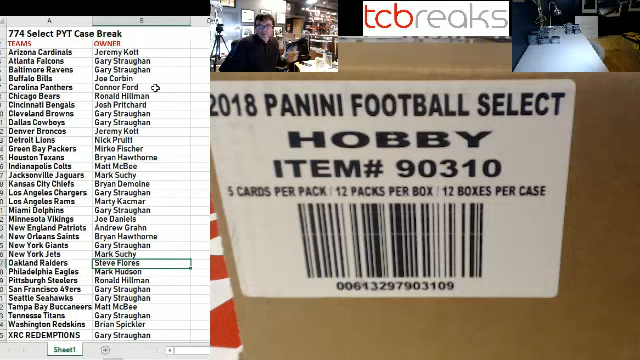 774 Select PYT Case Break
TEAMS OWNER
Arizona Cardinals Jeremy Kott
Atlanta Falcons Gary Straughan
Baltimore Ravens Gary Straughan
Buffalo Bills Joe Corbin
Carolina Panthers Connor Ford
Chicago Bears Ronald Hillman
Cincinnati Bengals Josh Pritchard
Cleveland Browns Gary Straughan
Dallas Cowboys Gary Straughan
Denver Broncos Jeremy Kott
Detroit Lions Nick Pruitt
Green Bay Packers Mirko Fischer
Houston Texans Bryan Hawthorne
Indianapolis Colts Matt McBee
Jacksonville Jaguars Mark Suchy
Kansas City Chiefs Bryan Demoine
Los Angeles Chargers Gary Straughan
Los Angeles Rams Marty Kacmar
Miami Dolphins Gary Straughan
Minnesota Vikings Joe Daniels
New England Patriots Andrew Grahn
New Orleans Saints Bryan Hawthorne
New York Giants Gary Straughan
New York Jets Mark Suchy
Oakland Raiders Steve Flores
Philadelphia Eagles Mark Hudson
Pittsburgh Steelers Ronald Hillman
San Francisco 49ers Gary Straughan
Seattle Seahawks Gary Straughan
Tampa Bay Buccaneers Matt McBee
Tennesse Titans Gary Straughan
Washington Redskins Brian Spickler
XRC REDEMPTIONS Gary Straughan
Sheet1
tcbreaks
2018 PANINI FOOTBALL SELECT
HOBBY
ITEM# 90310
5 CARDS PER PACK / 12 PACKS PER BOX / 12 BOXES PER CASE
00613297903109